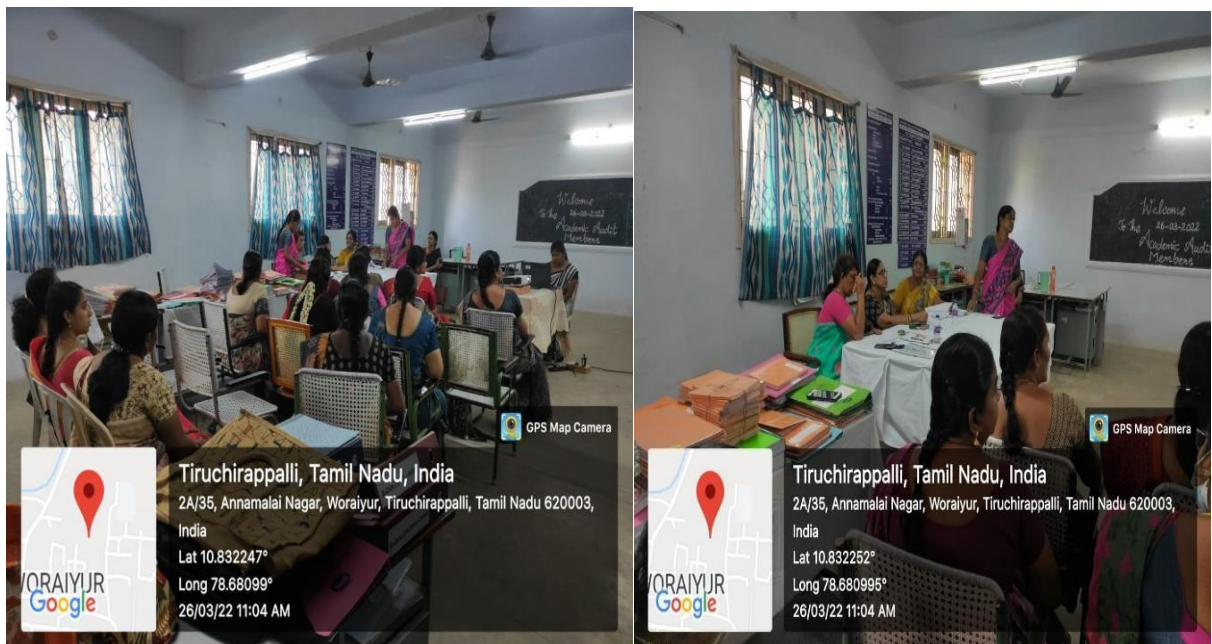 Welcome
26-03-2022
To the
Academic Audit
Members
GPS Map Camera
Tiruchirappalli, Tamil Nadu, India
2A/35, Annamalai Nagar, Woraiyur, Tiruchirappalli, Tamil Nadu 620003,
India
Lat 10.832247°
Long 78.68099°
26/03/22 11:04 AM
WORAIYUR
Google
Welcome
26-03-2022
To the
Academic Audit
Members
GPS Map Camera
Tiruchirappalli, Tamil Nadu, India
2A/35, Annamalai Nagar, Woraiyur, Tiruchirappalli, Tamil Nadu 620003,
India
Lat 10.832252°
Long 78.680995°
26/03/22 11:04 AM
WORAIYUR
Google